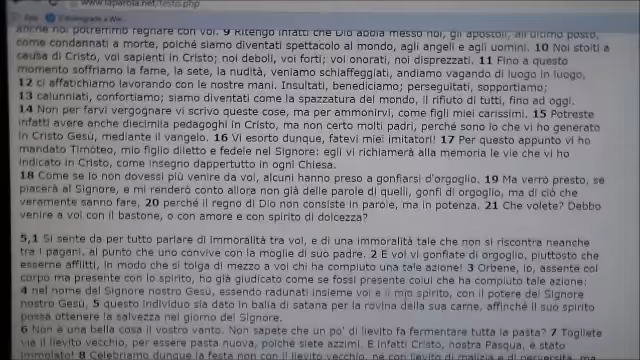 www.laparola.net/testo.php
anche noi potremmo regnare con voi. 9 Ritengo infatti che Dio abbia messo noi, gli apostoli, all'ultimo posto,
come condannati a morte, poiché siamo diventati spettacolo al mondo, agli angeli e agli uomini. 10 Noi stolti a
causa di Cristo, voi sapienti in Cristo; noi deboli, voi forti; voi onorati, noi disprezzati. 11 Fino a questo
momento soffriamo la fame, la sete, la nudità, veniamo schiaffeggiati, andiamo vagando di luogo in luogo,
12 ci affatichiamo lavorando con le nostre mani. Insultati, benediciamo; perseguitati, sopportiamo;
13 calunniati, confortiamo; siamo diventati come la spazzatura del mondo, il rifiuto di tutti, fino ad oggi.
14 Non per farvi vergognare vi scrivo queste cose, ma per ammonirvi, come figli miei carissimi. 15 Potreste
infatti avere anche diecimila pedagoghi in Cristo, ma non certo molti padri, perché sono io che vi ho generato
in Cristo Gesù, mediante il vangelo. 16 Vi esorto dunque, fatevi miei imitatori! 17 Per questo appunto vi ho
mandato Timòteo, mio figlio diletto e fedele nel Signore: egli vi richiamerà alla memoria le vie che vi ho
indicato in Cristo, come insegno dappertutto in ogni Chiesa.
18 Come se io non dovessi più venire da voi, alcuni hanno preso a gonfiarsi d'orgoglio. 19 Ma verrò presto, se
piacerà al Signore, e mi renderò conto allora non già delle parole di quelli, gonfi di orgoglio, ma di ciò che
veramente sanno fare, 20 perché il regno di Dio non consiste in parole, ma in potenza. 21 Che volete? Debbo
venire a voi con il bastone, o con amore e con spirito di dolcezza?
5,1 Si sente da per tutto parlare di immoralità tra voi, e di una immoralità tale che non si riscontra neanche
tra i pagani, al punto che uno convive con la moglie di suo padre. 2 E voi vi gonfiate di orgoglio, piuttosto che
esserne afflitti, in modo che si tolga di mezzo a voi chi ha compiuto una tale azione! 3 Orbene, io, assente col
corpo ma presente con lo spirito, ho già giudicato come se fossi presente colui che ha compiuto tale azione:
4 nel nome del Signore nostro Gesù, essendo radunati insieme voi e il mio spirito, con il potere del Signore
nostro Gesù, 5 questo individuo sia dato in balìa di satana per la rovina della sua carne, affinché il suo spirito
possa ottenere la salvezza nel giorno del Signore.
6 Non è una bella cosa il vostro vanto. Non sapete che un po' di lievito fa fermentare tutta la pasta? 7 Togliete
via il lievito vecchio, per essere pasta nuova, poiché siete azzimi. E infatti Cristo, nostra Pasqua, è stato
immolato! 8 Celebriamo dunque la festa non con il lievito vecchio, né con lievito di malizia e di perversità, ma